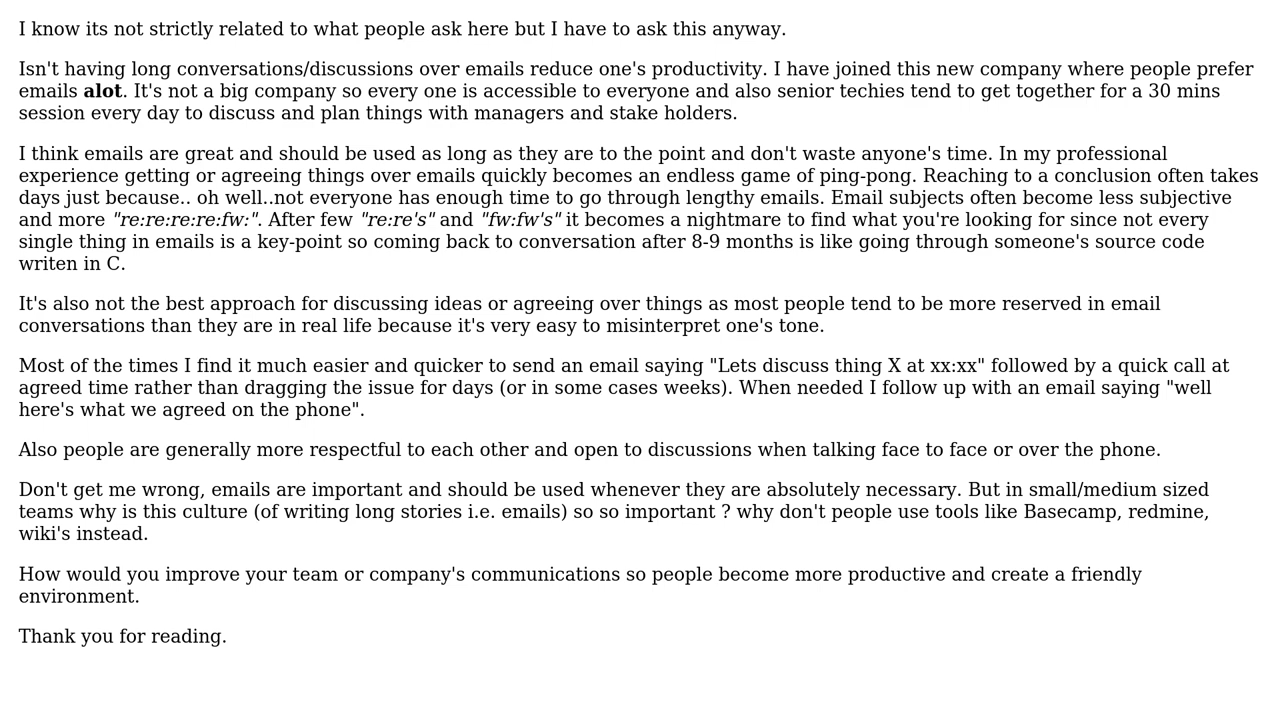 I know its not strictly related to what people ask here but I have to ask this anyway.
Isn't having long conversations/discussions over emails reduce one's productivity. I have joined this new company where people prefer
emails alot. It's not a big company so every one is accessible to everyone and also senior techies tend to get together for a 30 mins
session every day to discuss and plan things with managers and stake holders.
I think emails are great and should be used as long as they are to the point and don't waste anyone's time. In my professional
experience getting or agreeing things over emails quickly becomes an endless game of ping-pong. Reaching to a conclusion often takes
days just because.. oh well..not everyone has enough time to go through lengthy emails. Email subjects often become less subjective
and more "re:re:re:re:fw:". After few "re:re's" and "fw:fw's" it becomes a nightmare to find what you're looking for since not every
single thing in emails is a key-point so coming back to conversation after 8-9 months is like going through someone's source code
writen in C.
It's also not the best approach for discussing ideas or agreeing over things as most people tend to be more reserved in email
conversations than they are in real life because it's very easy to misinterpret one's tone.
Most of the times I find it much easier and quicker to send an email saying "Lets discuss thing X at xx:xx" followed by a quick call at
agreed time rather than dragging the issue for days (or in some cases weeks). When needed I follow up with an email saying "well
here's what we agreed on the phone".
Also people are generally more respectful to each other and open to discussions when talking face to face or over the phone.
Don't get me wrong, emails are important and should be used whenever they are absolutely necessary. But in small/medium sized
teams why is this culture (of writing long stories i.e. emails) so so important ? why don't people use tools like Basecamp, redmine,
wiki's instead.
How would you improve your team or company's communications so people become more productive and create a friendly
environment.
Thank you for reading.